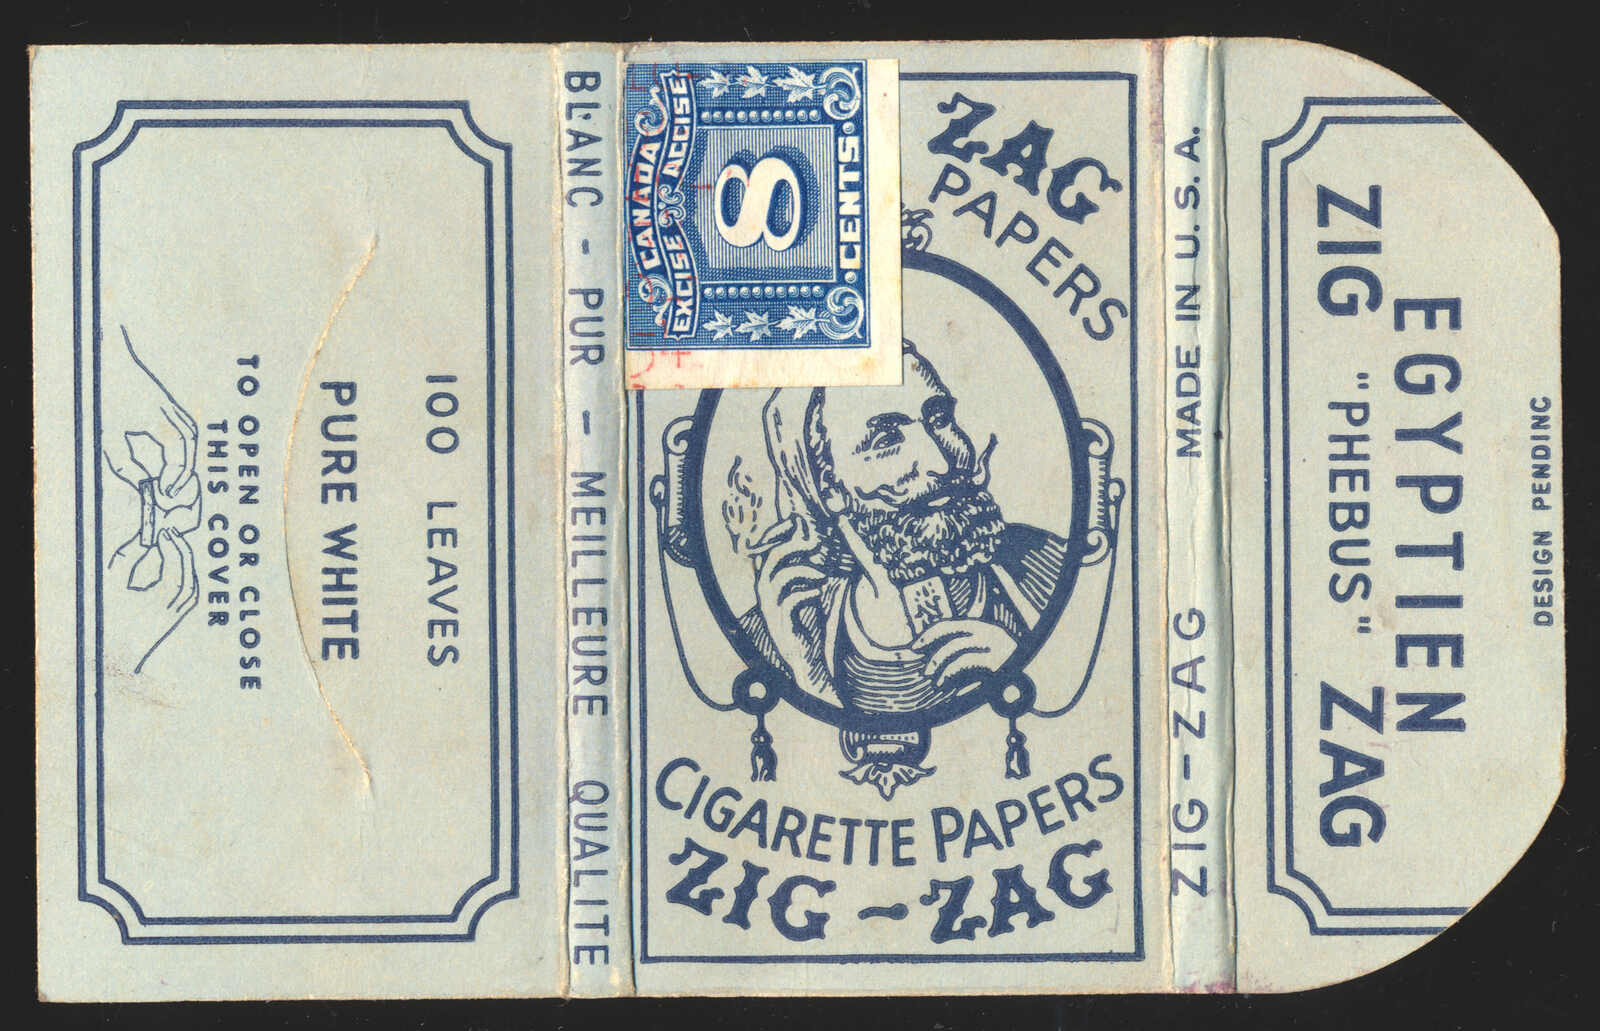 100 LEAVES
PURE WHITE
TO OPEN OR CLOSE
THIS COVER
BLANC - PUR - MEILLEURE QUALITE
CANADA
EXCISE ACCISE
8
CENTS
ZAG
PAPERS
CIGARETTE PAPERS
ZIG-ZAG
MADE IN U.S.A.
ZIG-ZAG
EGYPTIEN
ZIG "PHEBUS" ZAG
DESIGN PENDINC